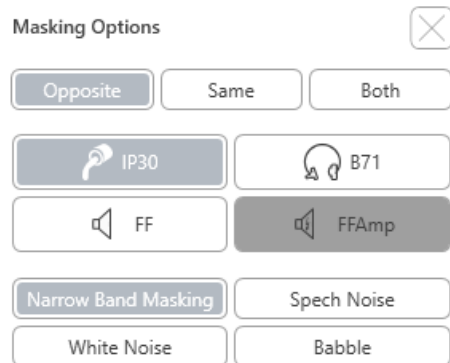 Masking Options
Opposite Same Both
IP30 B71
FF FFAmp
Narrow Band Masking Spech Noise
White Noise Babble